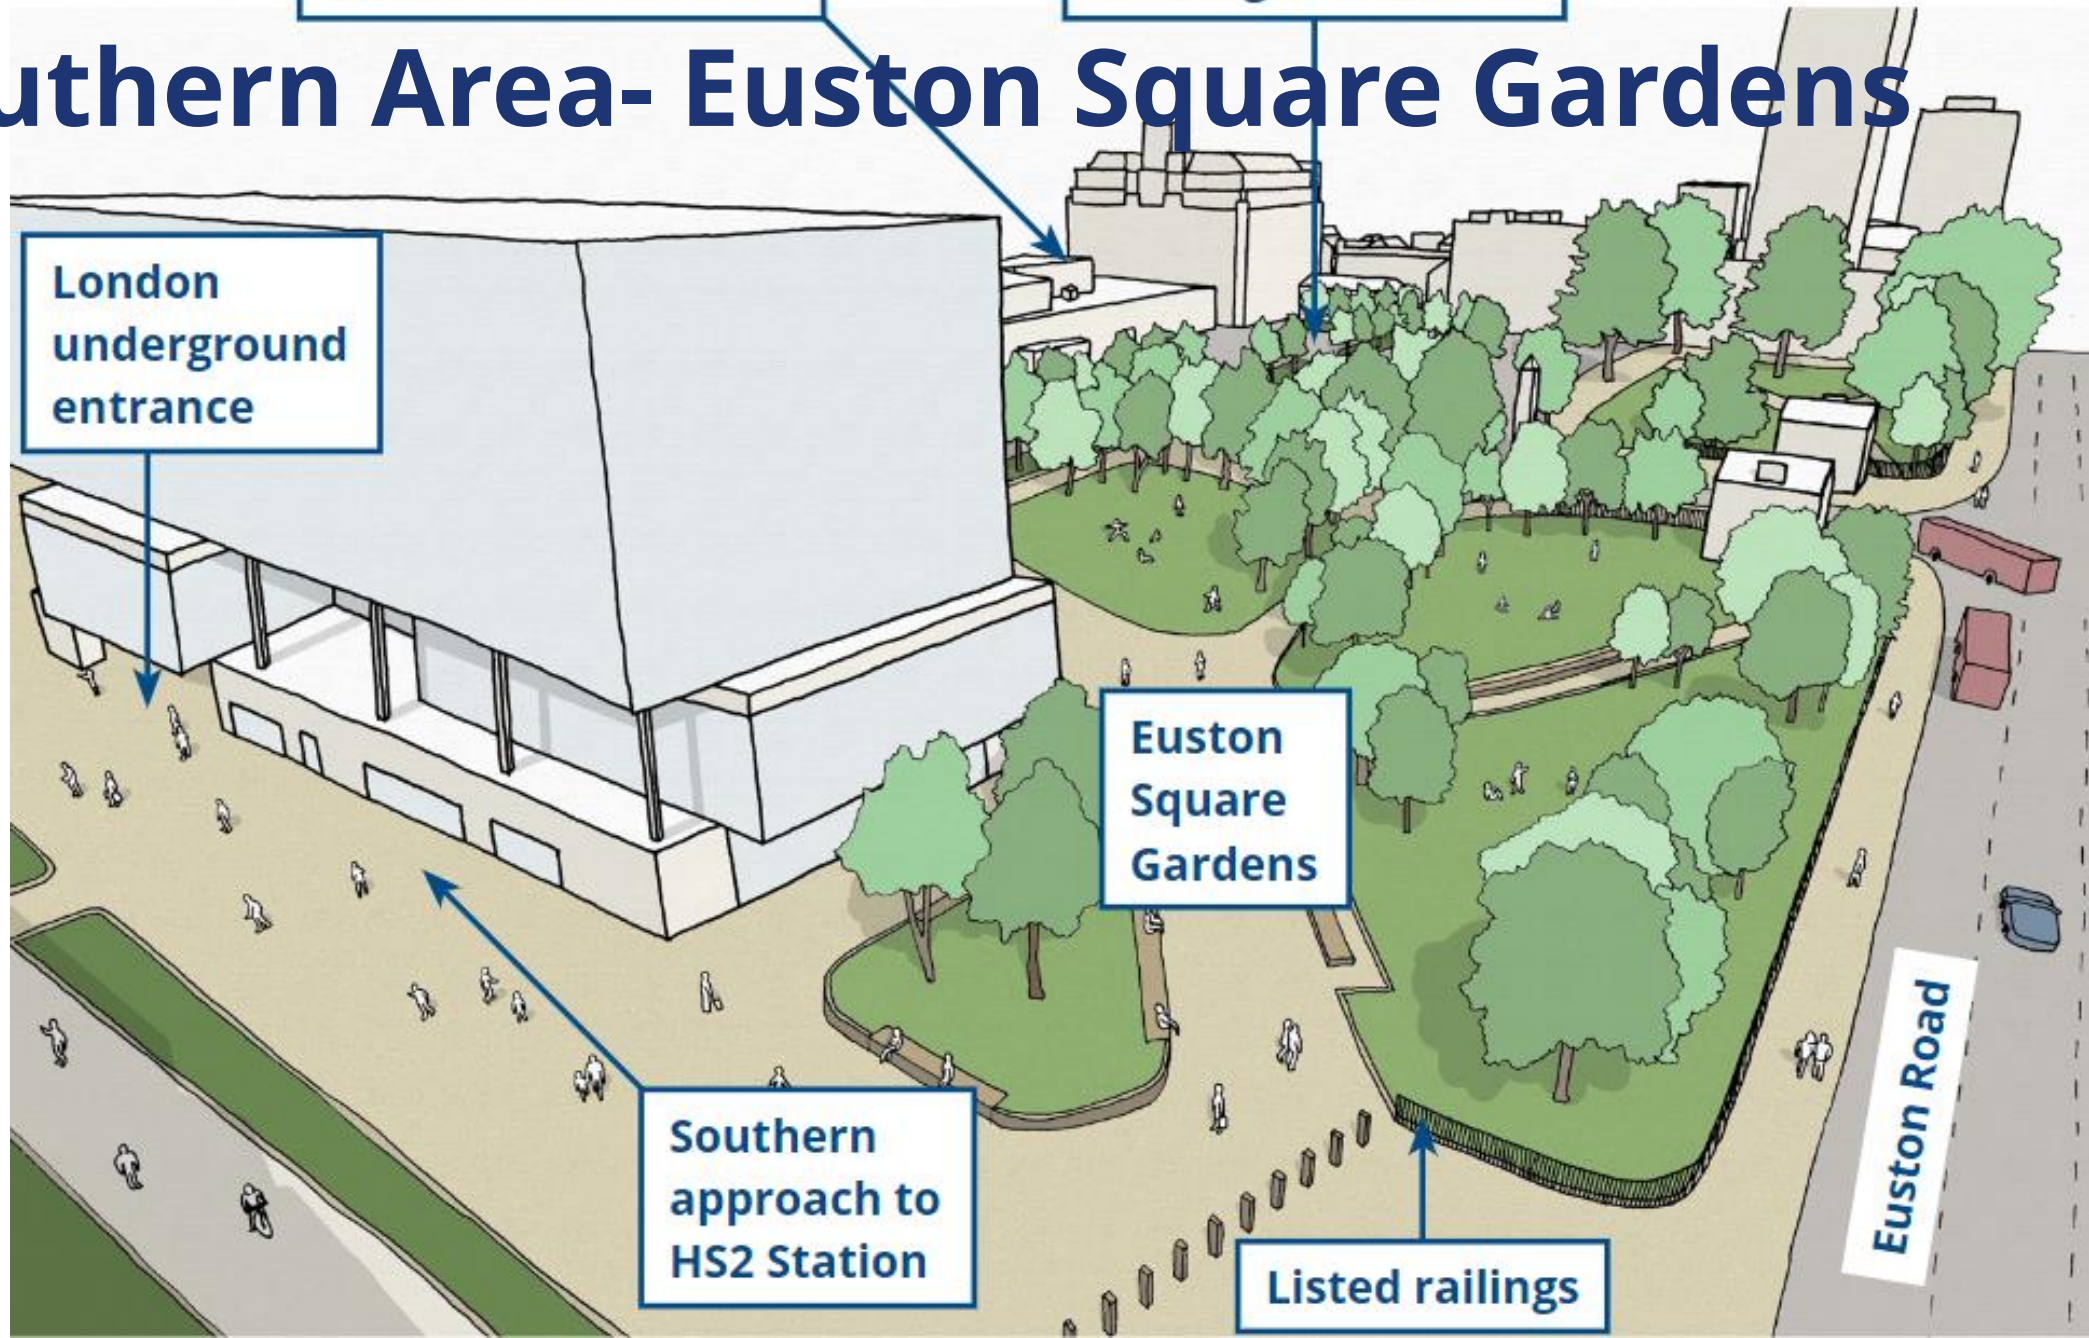 uthern Area- Euston Square Gardens
London
underground
entrance
Euston
Square
Gardens
Southern
approach to
HS2 Station
Listed railings
Euston Road